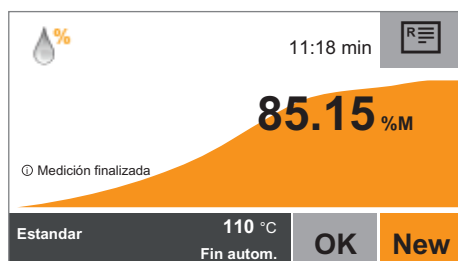 %
11:18 min
R
85.15 %M
ⓘ Medición finalizada
Estandar
110 °C
Fin autom.
OK
New